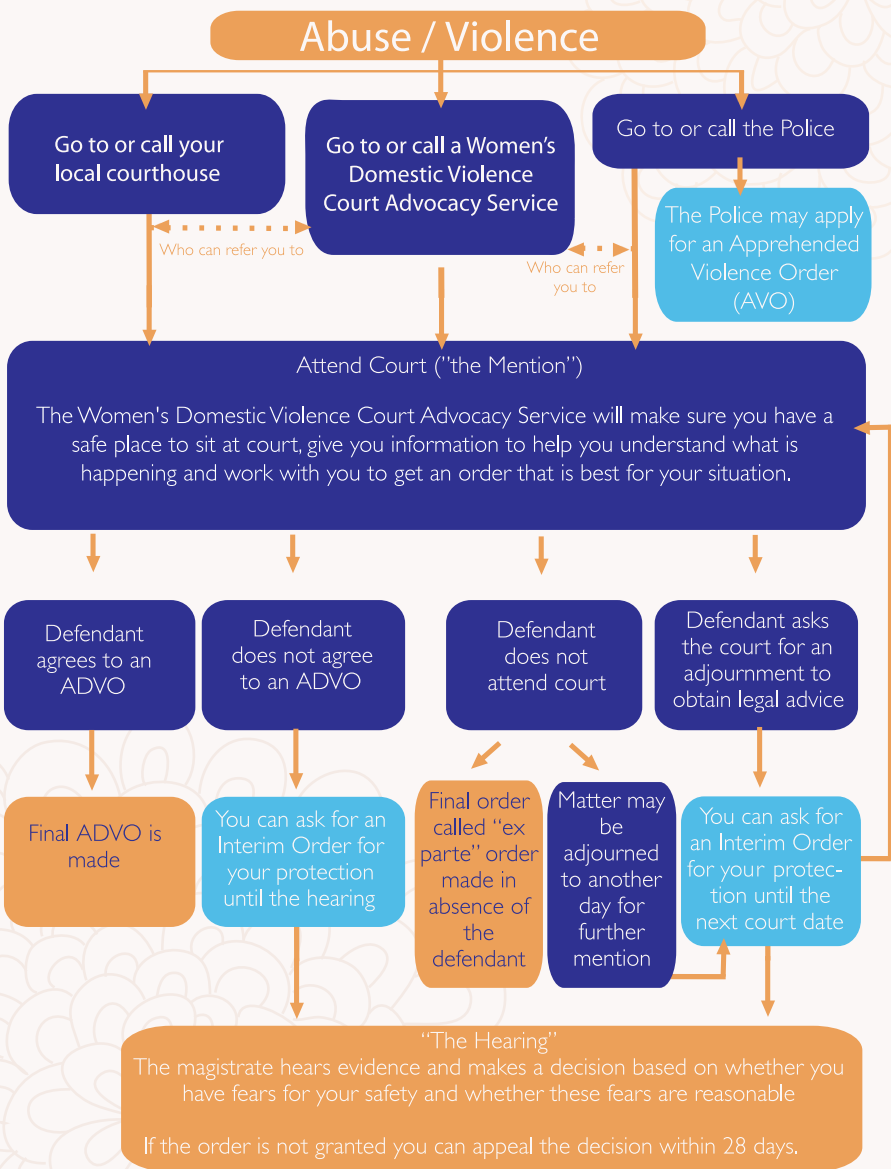 Abuse / Violence
Go to or call your
local courthouse
Go to or call a Women's
Domestic Violence
Court Advocacy Service
Go to or call the Police
The Police may apply
for an Apprehended
Violence Order
(AVO)
Who can refer you to
Who can refer
you to
Attend Court ("the Mention")
The Women's Domestic Violence Court Advocacy Service will make sure you have a
safe place to sit at court, give you information to help you understand what is
happening and work with you to get an order that is best for your situation.
Defendant
agrees to an
ADVO
Defendant
does not agree
to an ADVO
Defendant
does not
attend court
Defendant asks
the court for an
adjournment to
obtain legal advice
Final ADVO is
made
You can ask for an
Interim Order for
your protection
until the hearing
Final order
called "ex
parte" order
made in
absence of
the
defendant
Matter may
be
adjourned
to another
day for
further
mention
You can ask for
an Interim Order
for your protec-
tion until the
next court date
"The Hearing"
The magistrate hears evidence and makes a decision based on whether you
have fears for your safety and whether these fears are reasonable
If the order is not granted you can appeal the decision within 28 days.